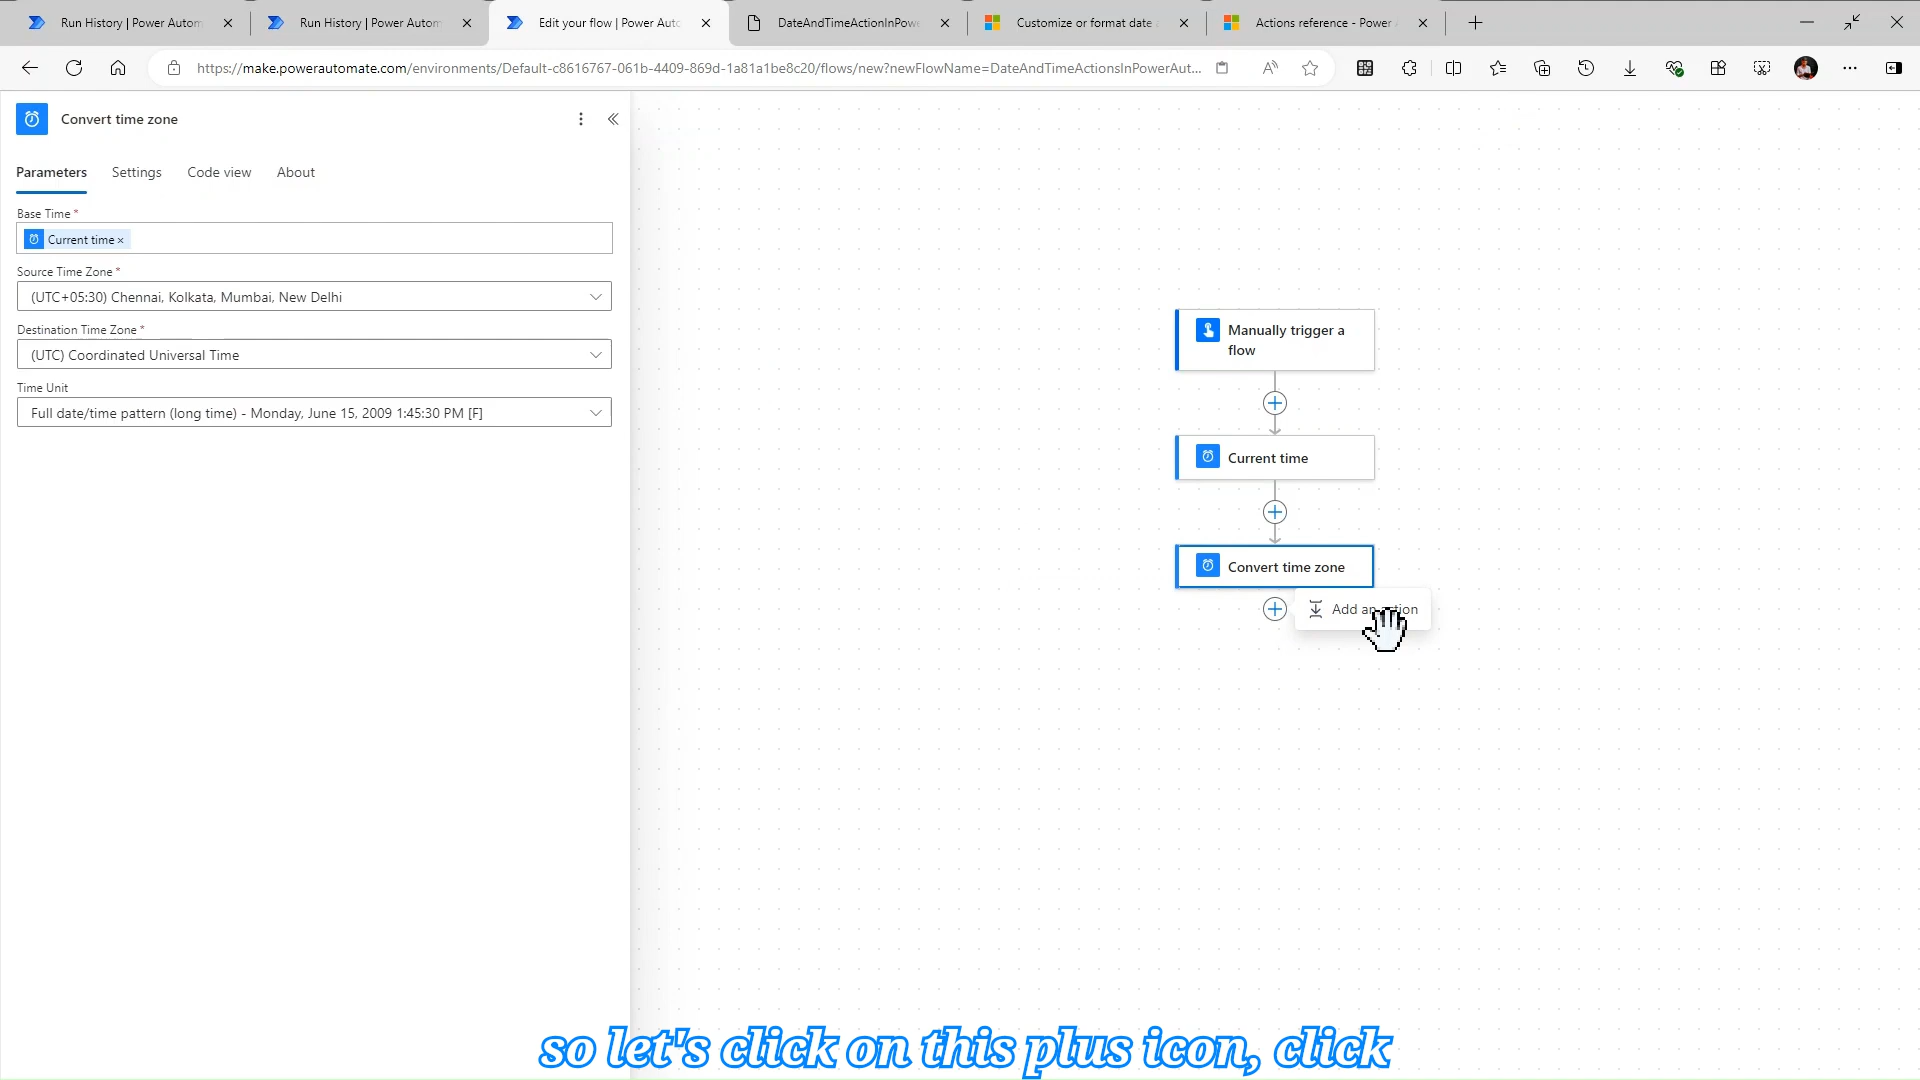 Run History | Power Autom
Run History | Power Autom
Edit your flow | Power Auto
DateAndTimeActionInPowe
Customize or format date a
Actions reference - Power
https://make.powerautomate.com/environments/Default-c8616767-061b-4409-869d-1a81a1be8c20/flows/new?newFlowName=DateAndTimeActionsInPowerAut...
Convert time zone
Parameters
Settings
Code view
About
Base Time *
Current time ×
Source Time Zone *
(UTC+05:30) Chennai, Kolkata, Mumbai, New Delhi
Destination Time Zone *
(UTC) Coordinated Universal Time
Time Unit
Full date/time pattern (long time) - Monday, June 15, 2009 1:45:30 PM [F]
Manually trigger a
flow
Current time
Convert time zone
Add an action
so let's click on this plus icon, click